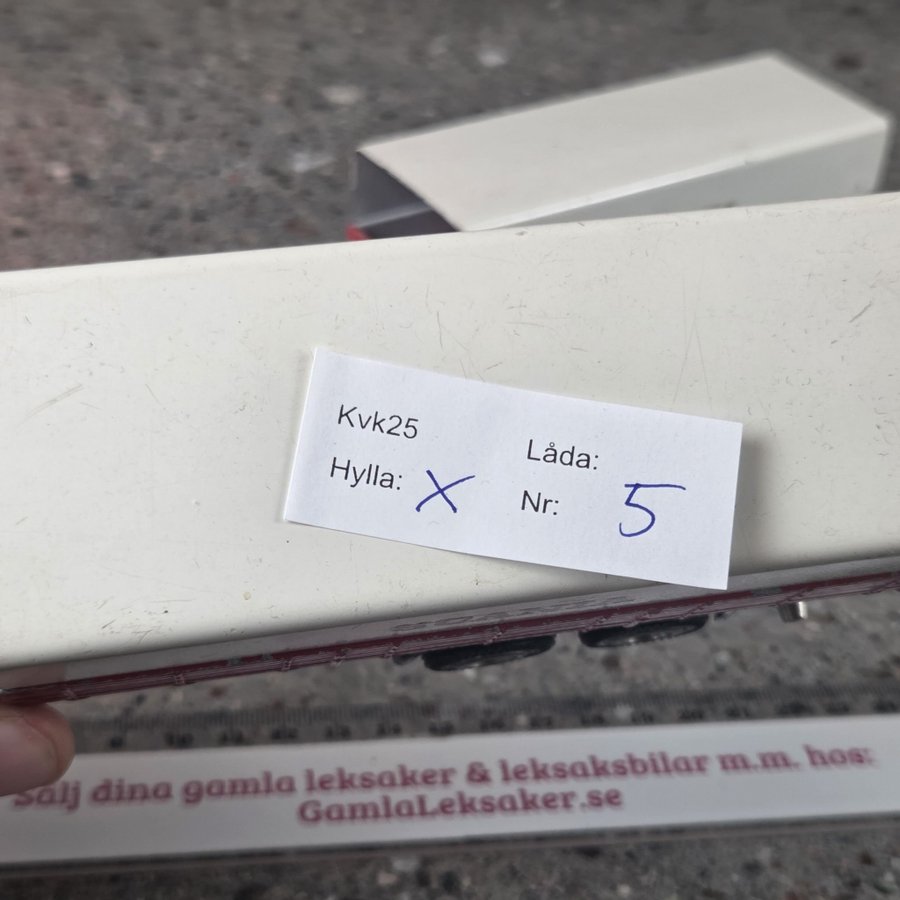 Kvk25
Låda:
Hylla: X
Nr: 5
Sälj dina gamla leksaker & leksaksbilar m.m. hos:
GamlaLeksaker.se